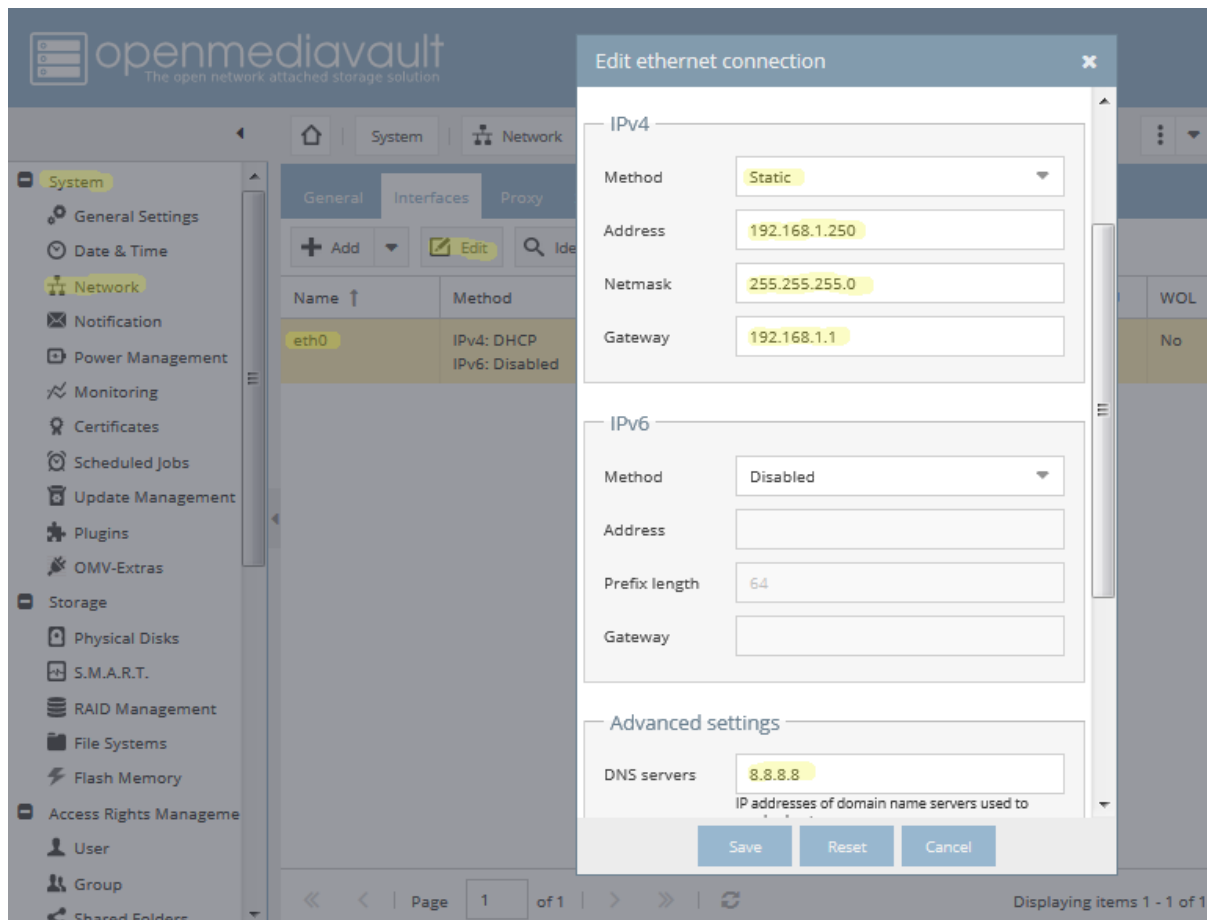 openmediavault
The open network attached storage solution
System
Network
System
General Settings
Date & Time
Network
Notification
Power Management
Monitoring
Certificates
Scheduled Jobs
Update Management
Plugins
OMV-Extras
Storage
Physical Disks
S.M.A.R.T.
RAID Management
File Systems
Flash Memory
Access Rights Manageme
User
Group
Shared Folders
General
Interfaces
Proxy
Add
Edit
Ide
Name
Method
WOL
eth0
IPv4: DHCP
IPv6: Disabled
No
Page
1
of 1
Displaying items 1 - 1 of 1
Edit ethernet connection
IPv4
Method
Static
Address
192.168.1.250
Netmask
255.255.255.0
Gateway
192.168.1.1
IPv6
Method
Disabled
Address
Prefix length
64
Gateway
Advanced settings
DNS servers
8.8.8.8
IP addresses of domain name servers used to
Save
Reset
Cancel